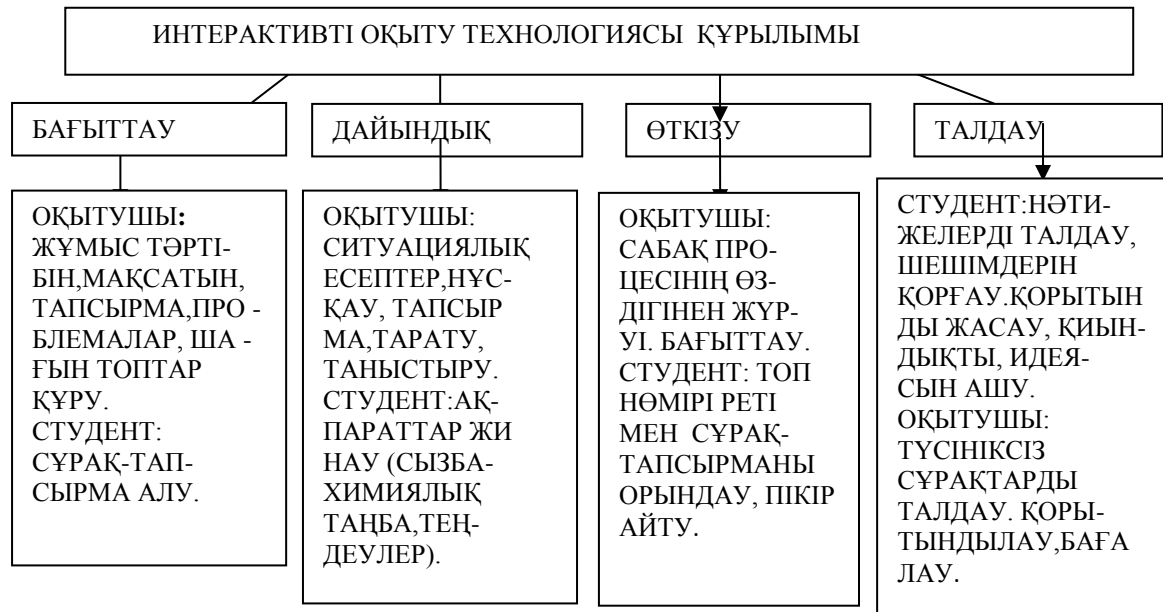 ИНТЕРАКТИВТІ ОҚЫТУ ТЕХНОЛОГИЯСЫ ҚҰРЫЛЫМЫ
БАҒЫТТАУ
ДАЙЫНДЫҚ
ӨТКІЗУ
ТАЛДАУ
ОҚЫТУШЫ:
ЖҰМЫС ТӘРТІ-
БІН,МАҚСАТЫН,
ТАПСЫРМА,ПРО -
БЛЕМАЛАР, ША -
ҒЫН ТОПТАР
ҚҰРУ.
СТУДЕНТ:
СҰРАҚ-ТАП-
СЫРМА АЛУ.
ОҚЫТУШЫ:
СИТУАЦИЯЛЫҚ
ЕСЕПТЕР,НҰС-
ҚАУ, ТАПСЫР
МА,ТАРАТУ,
ТАНЫСТЫРУ.
СТУДЕНТ:АҚ-
ПАРАТТАР ЖИ
НАУ (СЫЗБА-
ХИМИЯЛЫҚ
ТАҢБА,ТЕҢ-
ДЕУЛЕР).
ОҚЫТУШЫ:
САБАҚ ПРО-
ЦЕСІНІҢ ӨЗ-
ДІГІНЕН ЖҮР-
УІ. БАҒЫТТАУ.
СТУДЕНТ: ТОП
НӨМІРІ РЕТІ
МЕН СҰРАҚ-
ТАПСЫРМАНЫ
ОРЫНДАУ, ПІКІР
АЙТУ.
СТУДЕНТ:НӘТИ-
ЖЕЛЕРДІ ТАЛДАУ,
ШЕШІМДЕРІН
ҚОРҒАУ.ҚОРЫТЫН
ДЫ ЖАСАУ, ҚИЫН-
ДЫҚТЫ, ИДЕЯ-
СЫН АШУ.
ОҚЫТУШЫ:
ТҮСІНІКСІЗ
СҰРАҚТАРДЫ
ТАЛДАУ. ҚОРЫ-
ТЫНДЫЛАУ,БАҒА
ЛАУ.